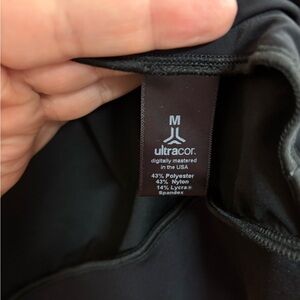 M
ultracor.
digitally mastered
in the USA
43% Polyester
43% Nylon
14% Lycra®
Spandex